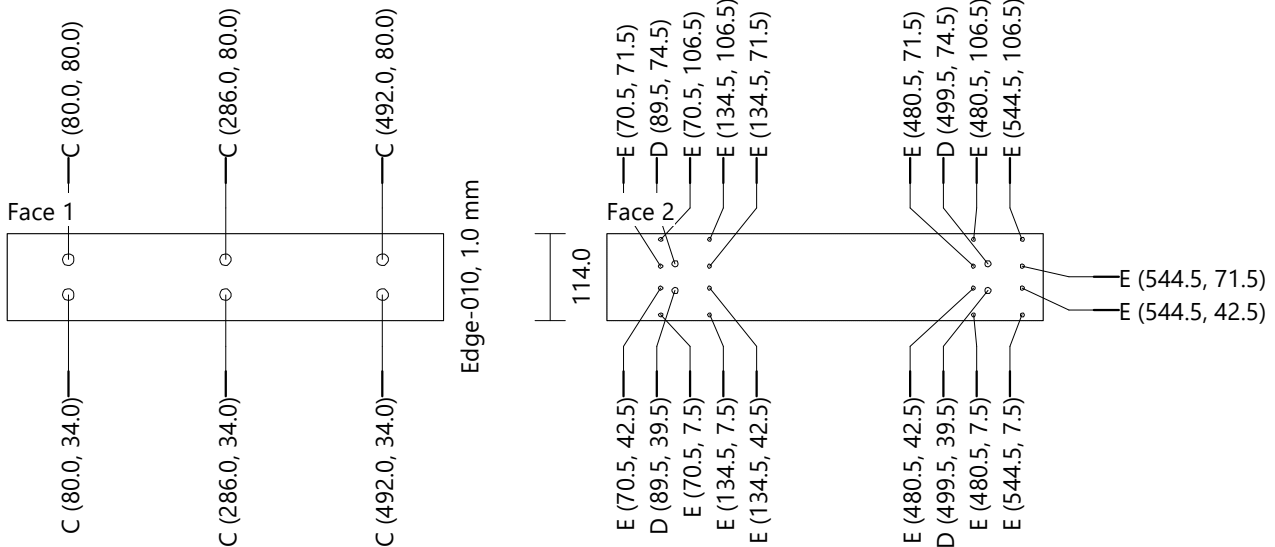 C (80.0, 80.0)
C (286.0, 80.0)
C (492.0, 80.0)
Face 1
C (80.0, 34.0)
C (286.0, 34.0)
C (492.0, 34.0)
Edge-010, 1.0 mm
114.0
E (70.5, 71.5)
D (89.5, 74.5)
E (70.5, 106.5)
E (134.5, 106.5)
E (134.5, 71.5)
E (480.5, 71.5)
D (499.5, 74.5)
E (480.5, 106.5)
E (544.5, 106.5)
Face 2
E (544.5, 71.5)
E (544.5, 42.5)
E (70.5, 42.5)
D (89.5, 39.5)
E (70.5, 7.5)
E (134.5, 7.5)
E (134.5, 42.5)
E (480.5, 42.5)
D (499.5, 39.5)
E (480.5, 7.5)
E (544.5, 7.5)